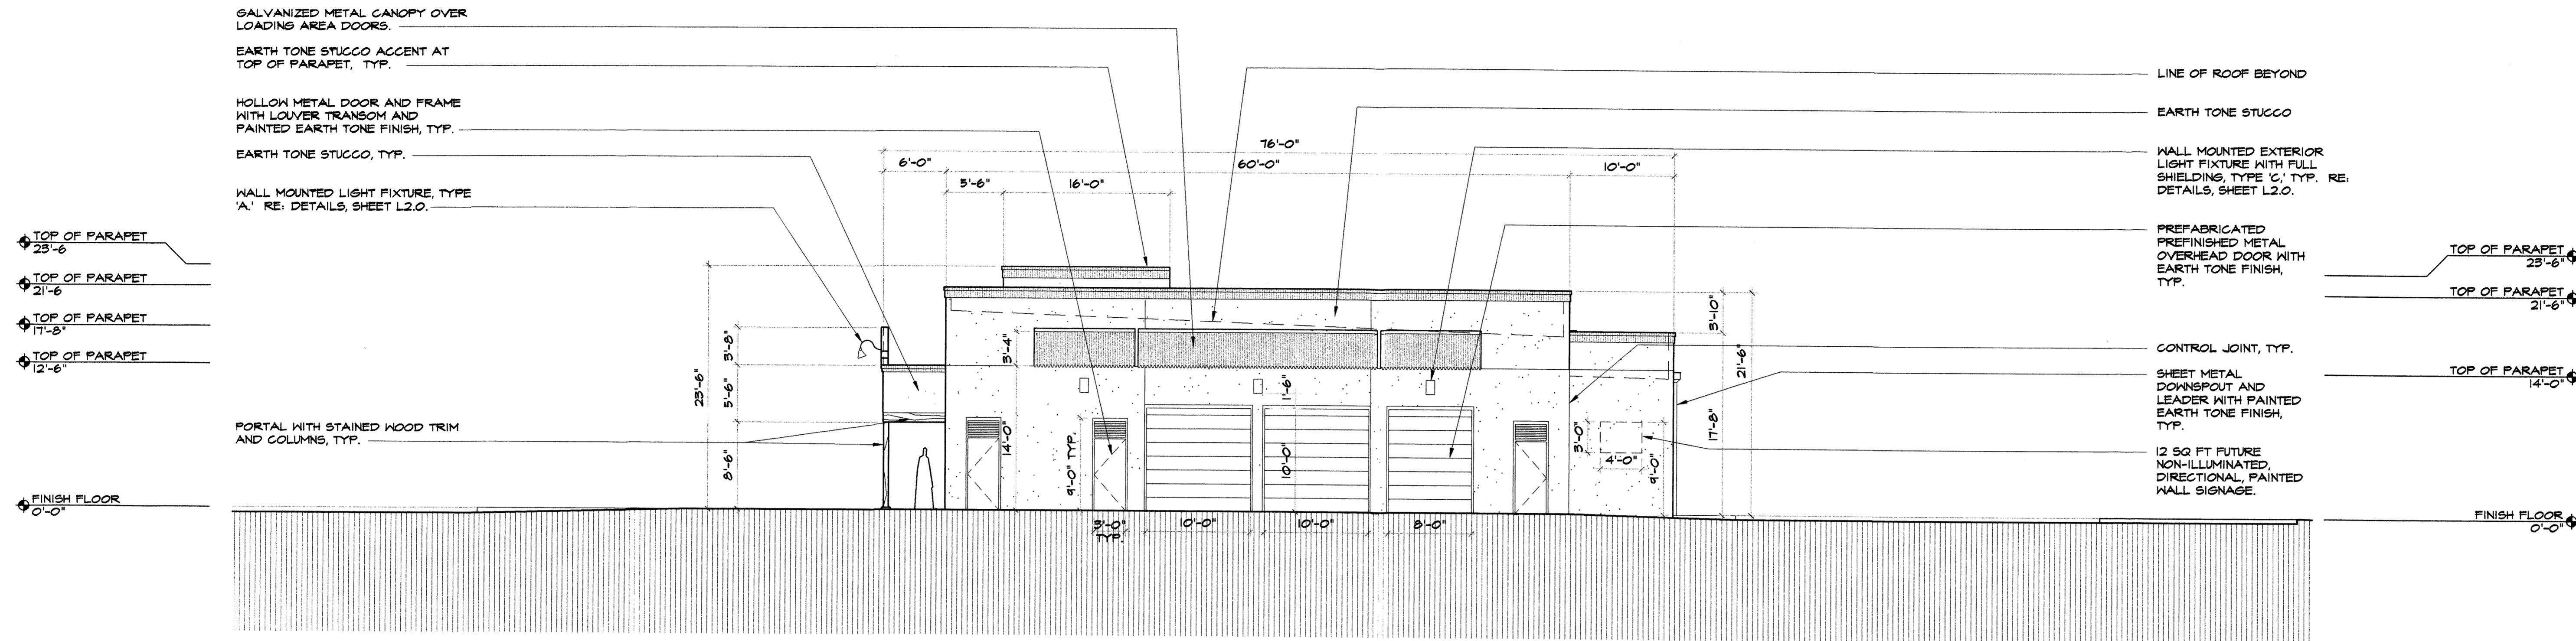 GALVANIZED METAL CANOPY OVER
LOADING AREA DOORS.
EARTH TONE STUCCO ACCENT AT
TOP OF PARAPET, TYP.
HOLLOW METAL DOOR AND FRAME
WITH LOUVER TRANSOM AND
PAINTED EARTH TONE FINISH, TYP.
EARTH TONE STUCCO, TYP.
WALL MOUNTED LIGHT FIXTURE, TYPE
'A.' RE: DETAILS, SHEET L2.0.
PORTAL WITH STAINED WOOD TRIM
AND COLUMNS, TYP.
TOP OF PARAPET
23'-6
TOP OF PARAPET
21'-6
TOP OF PARAPET
17'-8"
TOP OF PARAPET
12'-6"
FINISH FLOOR
0'-0"
76'-0"
6'-0"
60'-0"
10'-0"
5'-6"
16'-0"
23'-6"
3'-8"
5'-6"
8'-6"
3'-4"
14'-0"
9'-0" TYP.
1'-6"
10'-0"
3'-0"
TYP.
10'-0"
10'-0"
8'-0"
3'-0"
4'-0"
9'-0"
3'-10"
17'-8"
21'-6"
LINE OF ROOF BEYOND
EARTH TONE STUCCO
WALL MOUNTED EXTERIOR
LIGHT FIXTURE WITH FULL
SHIELDING, TYPE 'C,' TYP. RE:
DETAILS, SHEET L2.0.
PREFABRICATED
PREFINISHED METAL
OVERHEAD DOOR WITH
EARTH TONE FINISH,
TYP.
CONTROL JOINT, TYP.
SHEET METAL
DOWNSPOUT AND
LEADER WITH PAINTED
EARTH TONE FINISH,
TYP.
12 SQ FT FUTURE
NON-ILLUMINATED,
DIRECTIONAL, PAINTED
WALL SIGNAGE.
TOP OF PARAPET
23'-6"
TOP OF PARAPET
21'-6"
TOP OF PARAPET
14'-0"
FINISH FLOOR
0'-0"